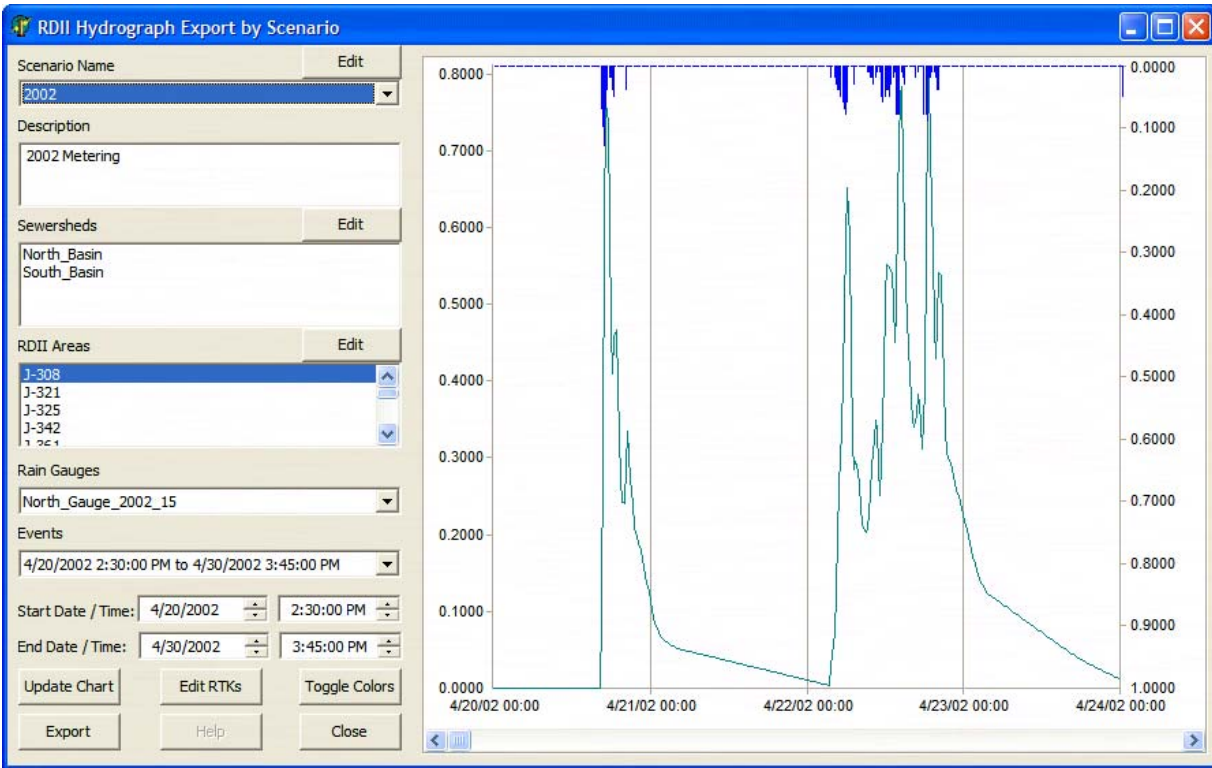 RDII Hydrograph Export by Scenario
Scenario Name
Edit
2002
Description
2002 Metering
Sewersheds
Edit
North_Basin
South_Basin
RDII Areas
Edit
J-308
J-321
J-325
J-342
J-361
Rain Gauges
North_Gauge_2002_15
Events
4/20/2002 2:30:00 PM to 4/30/2002 3:45:00 PM
Start Date / Time: 4/20/2002 2:30:00 PM
End Date / Time: 4/30/2002 3:45:00 PM
Update Chart
Edit RTKs
Toggle Colors
Export
Help
Close
0.8000
0.7000
0.6000
0.5000
0.4000
0.3000
0.2000
0.1000
0.0000
0.0000
0.1000
0.2000
0.3000
0.4000
0.5000
0.6000
0.7000
0.8000
0.9000
1.0000
4/20/02 00:00
4/21/02 00:00
4/22/02 00:00
4/23/02 00:00
4/24/02 00:00